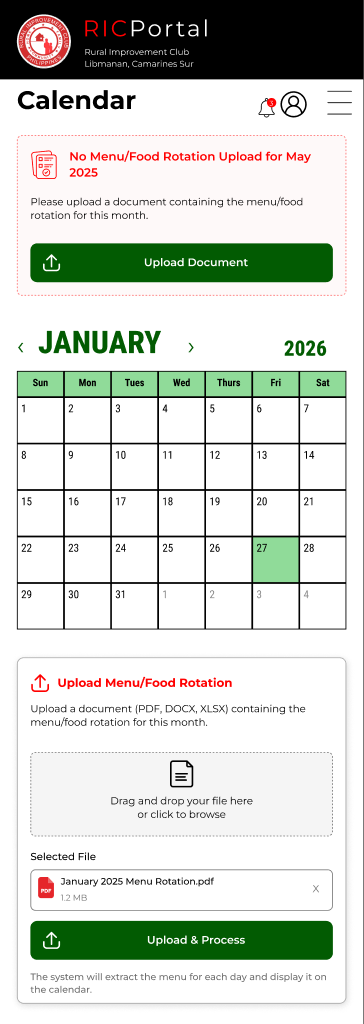 RICPortal
Rural Improvement Club
Libmanan, Camarines Sur
Calendar
No Menu/Food Rotation Upload for May
2025
Please upload a document containing the menu/food
rotation for this month.
Upload Document
‹ JANUARY › 2026
Sun Mon Tues Wed Thurs Fri Sat
1 2 3 4 5 6 7
8 9 10 11 12 13 14
15 16 17 18 19 20 21
22 23 24 25 26 27 28
29 30 31 1 2 3 4
Upload Menu/Food Rotation
Upload a document (PDF, DOCX, XLSX) containing the
menu/food rotation for this month.
Drag and drop your file here
or click to browse
Selected File
PDF
January 2025 Menu Rotation.pdf
1.2 MB
X
Upload & Process
The system will extract the menu for each day and display it on
the calendar.